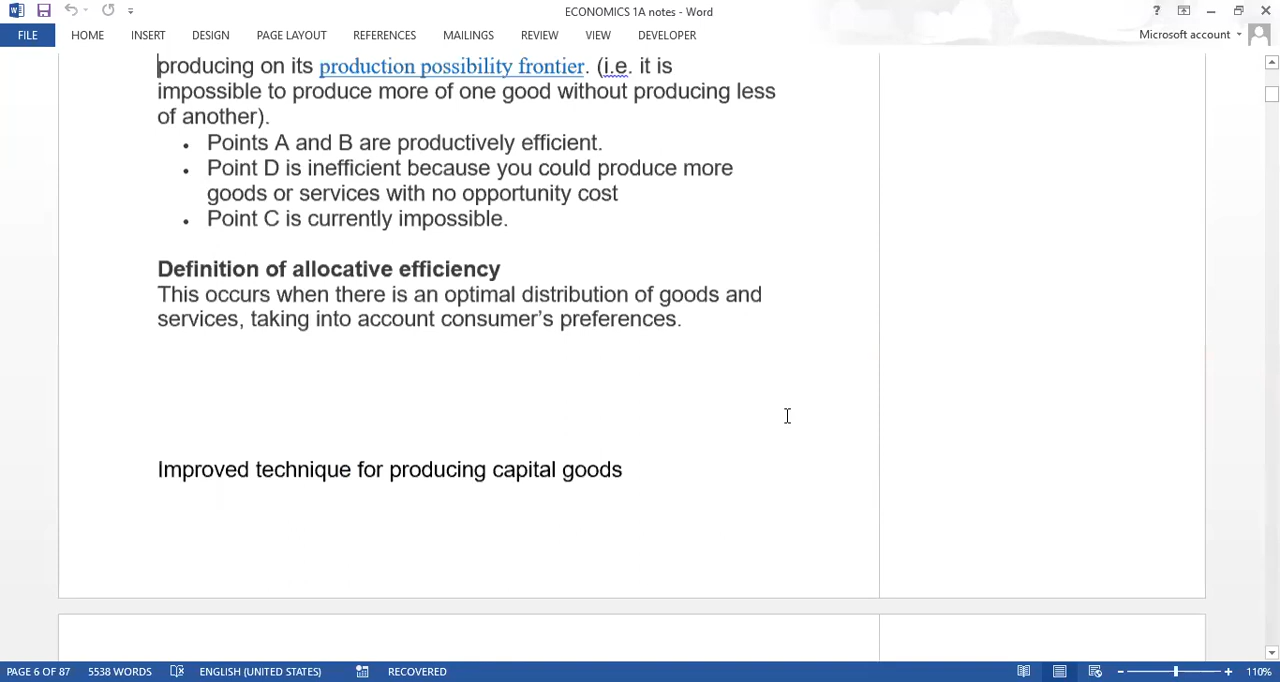 ECONOMICS 1A notes - Word
?
FILE HOME INSERT DESIGN PAGE LAYOUT REFERENCES MAILINGS REVIEW VIEW DEVELOPER Microsoft account
producing on its production possibility frontier. (i.e. it is
impossible to produce more of one good without producing less
of another).
• Points A and B are productively efficient.
• Point D is inefficient because you could produce more
goods or services with no opportunity cost
• Point C is currently impossible.
Definition of allocative efficiency
This occurs when there is an optimal distribution of goods and
services, taking into account consumer’s preferences.
Improved technique for producing capital goods
PAGE 6 OF 87 5538 WORDS ENGLISH (UNITED STATES) RECOVERED 110%